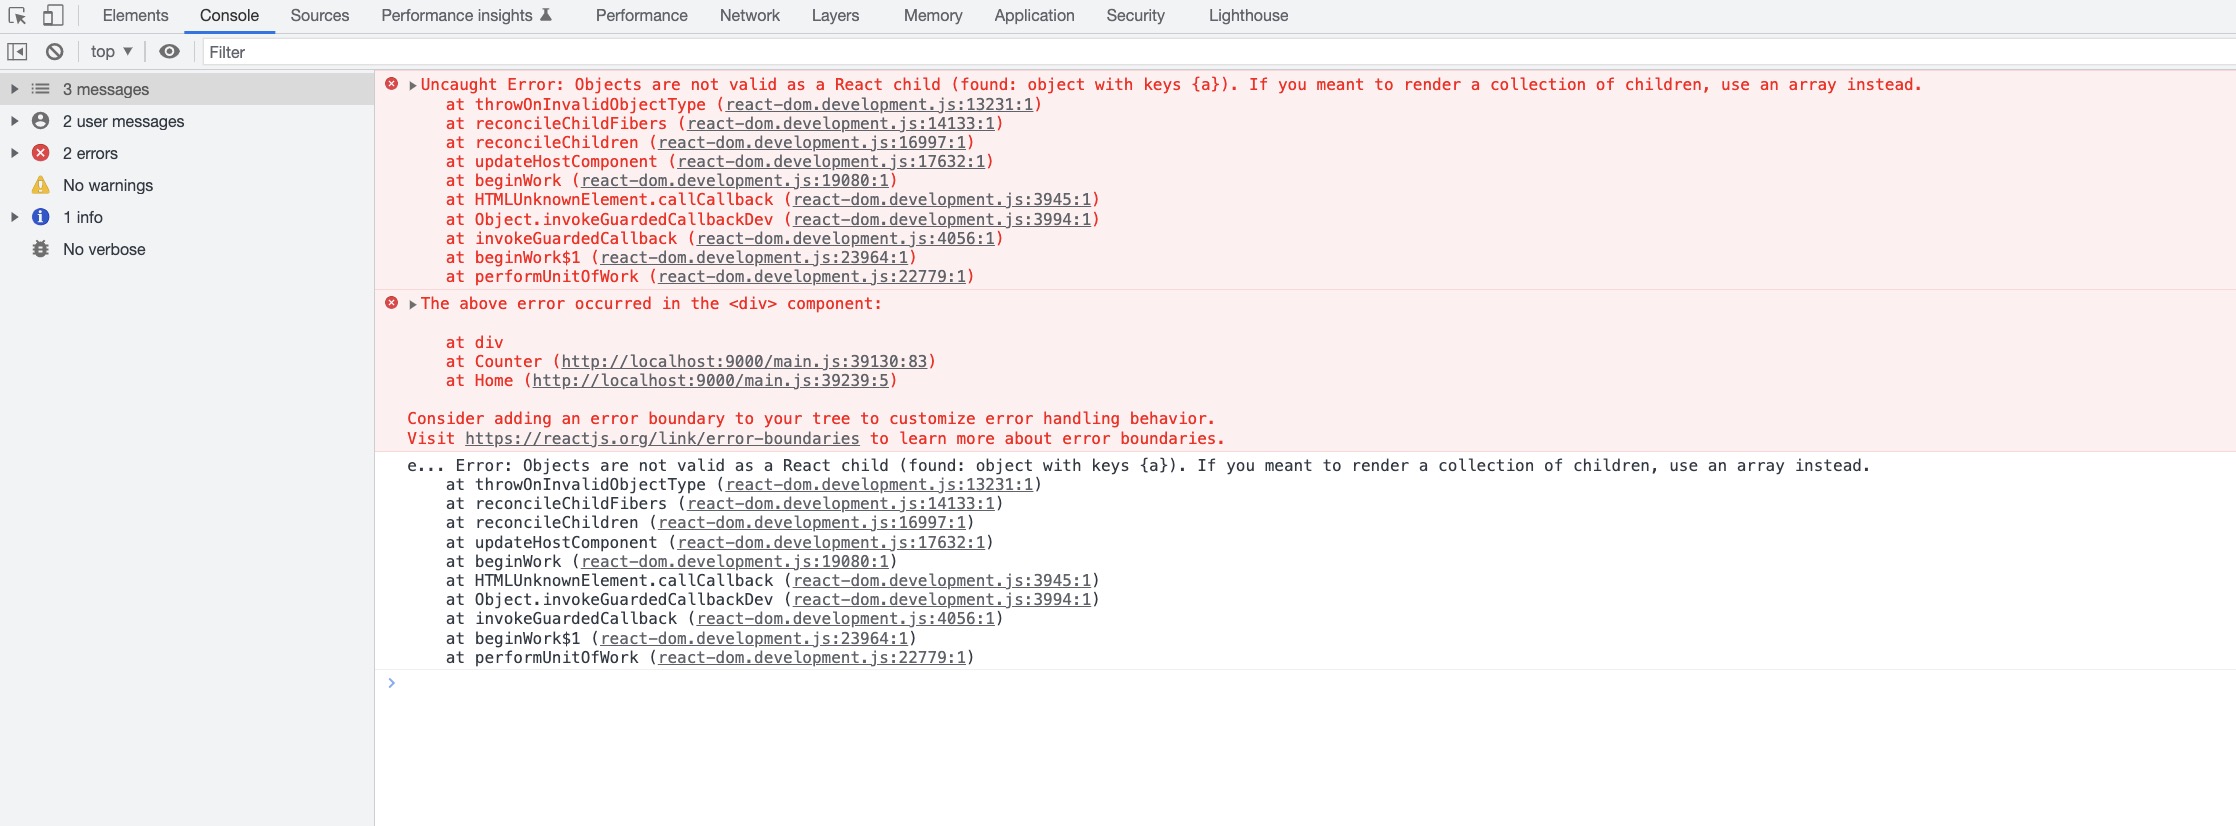 Elements Console Sources Performance insights Performance Network Layers Memory Application Security Lighthouse
top ▼ Filter
3 messages
2 user messages
2 errors
No warnings
1 info
No verbose
▶Uncaught Error: Objects are not valid as a React child (found: object with keys {a}). If you meant to render a collection of children, use an array instead.
at throwOnInvalidObjectType (react-dom.development.js:13231:1)
at reconcileChildFibers (react-dom.development.js:14133:1)
at reconcileChildren (react-dom.development.js:16997:1)
at updateHostComponent (react-dom.development.js:17632:1)
at beginWork (react-dom.development.js:19080:1)
at HTMLUnknownElement.callCallback (react-dom.development.js:3945:1)
at Object.invokeGuardedCallbackDev (react-dom.development.js:3994:1)
at invokeGuardedCallback (react-dom.development.js:4056:1)
at beginWork$1 (react-dom.development.js:23964:1)
at performUnitOfWork (react-dom.development.js:22779:1)
▶The above error occurred in the <div> component:
at div
at Counter (http://localhost:9000/main.js:39130:83)
at Home (http://localhost:9000/main.js:39239:5)
Consider adding an error boundary to your tree to customize error handling behavior.
Visit https://reactjs.org/link/error-boundaries to learn more about error boundaries.
e... Error: Objects are not valid as a React child (found: object with keys {a}). If you meant to render a collection of children, use an array instead.
at throwOnInvalidObjectType (react-dom.development.js:13231:1)
at reconcileChildFibers (react-dom.development.js:14133:1)
at reconcileChildren (react-dom.development.js:16997:1)
at updateHostComponent (react-dom.development.js:17632:1)
at beginWork (react-dom.development.js:19080:1)
at HTMLUnknownElement.callCallback (react-dom.development.js:3945:1)
at Object.invokeGuardedCallbackDev (react-dom.development.js:3994:1)
at invokeGuardedCallback (react-dom.development.js:4056:1)
at beginWork$1 (react-dom.development.js:23964:1)
at performUnitOfWork (react-dom.development.js:22779:1)